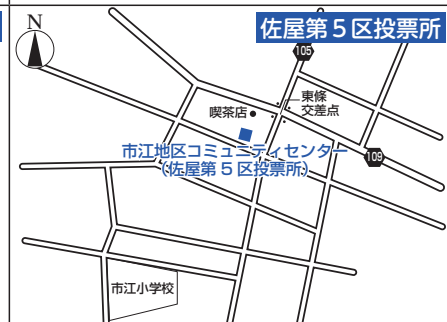 佐屋第5区投票所
N
105
東條
交差点
喫茶店
市江地区コミュニティセンター
(佐屋第5区投票所)
109
市江小学校